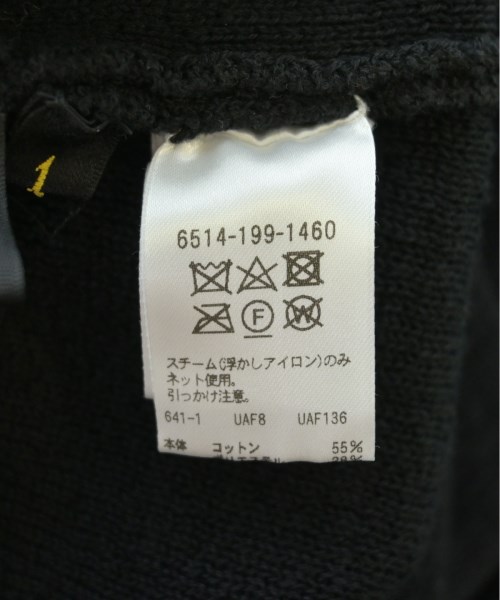 1
6514-199-1460
F W
スチーム(浮かしアイロン)のみ
ネット使用。
引っかけ注意。
641-1 UAF8 UAF136
本体 コットン 55%